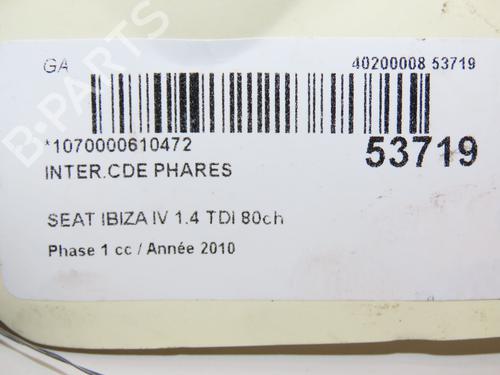 GA
40200008 53719
*1070000610472
53719
INTER.CDE PHARES
SEAT IBIZA IV 1.4 TDI 80ch
Phase 1 cc / Année 2010
B-PARTS